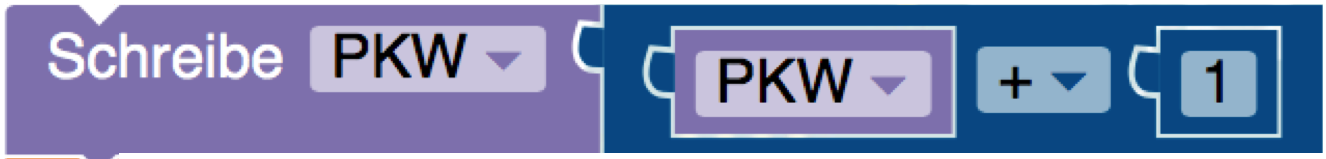 Schreibe PKW PKW + 1